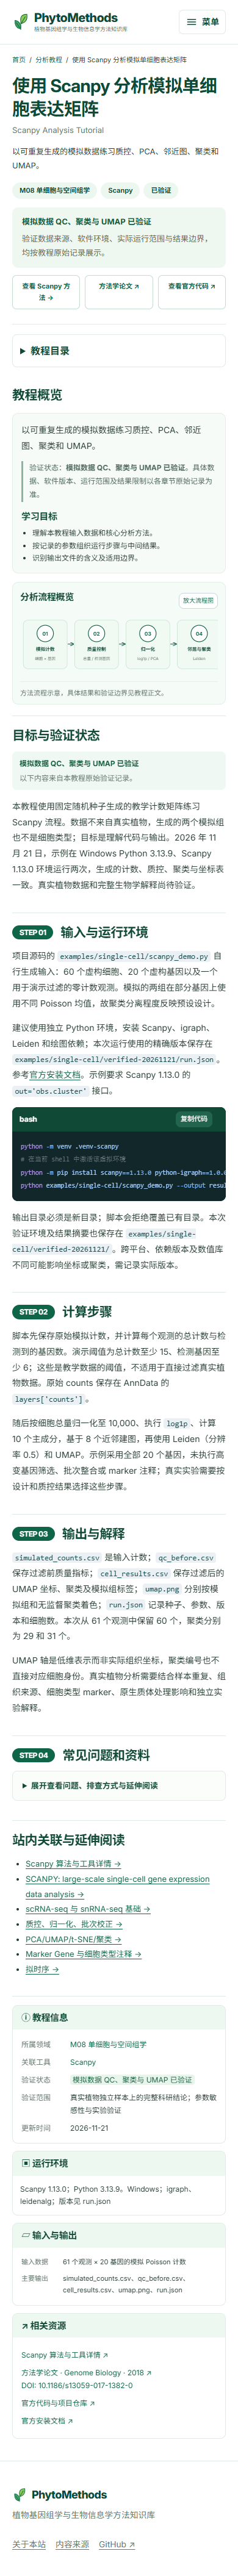 PhytoMethods
植物基因组学与生物信息学方法知识库
菜单
首页 / 分析教程 / 使用 Scanpy 分析模拟单细胞表达矩阵
使用 Scanpy 分析模拟单细
胞表达矩阵
Scanpy Analysis Tutorial
以可重复生成的模拟数据练习质控、PCA、邻近图、聚类和
UMAP。
M08 单细胞与空间组学
Scanpy
已验证
模拟数据 QC、聚类与 UMAP 已验证
验证数据来源、软件环境、实际运行范围与结果边界，
均按教程原始记录展示。
查看 Scanpy 方
法 →
方法学论文 ↗
查看官方代码 ↗
▶ 教程目录
教程概览
以可重复生成的模拟数据练习质控、PCA、邻近
图、聚类和 UMAP。
验证状态：模拟数据 QC、聚类与 UMAP 已验证。具体数
据、软件版本、运行范围及结果限制以各章节原始记录为
准。
学习目标
理解本教程输入数据和核心分析方法。
按记录的参数组织运行步骤与中间结果。
识别输出文件的含义及适用边界。
分析流程概览
放大流程图
01
模拟计数
02
质量控制
03
归一化
log1p / PCA
04
邻居与聚类
Leiden
方法流程示意，具体结果和验证边界见教程正文。
目标与验证状态
模拟数据 QC、聚类与 UMAP 已验证
以下内容来自本教程原始验证记录。
本教程使用固定随机种子生成的教学计数矩阵练习
Scanpy 流程。数据不来自真实植物，生成的两个模拟组
也不是细胞类型；目标是理解代码与输出。2026 年 11
月 21 日，示例在 Windows Python 3.13.9、Scanpy
1.13.0 环境运行两次，生成的计数、质控、聚类与坐标表
一致。真实植物数据和完整生物学解释尚待验证。
STEP 01 输入与运行环境
项目源码的 examples/single-cell/scanpy_demo.py 自
行生成输入：60 个虚构细胞、20 个虚构基因以及一个
用于演示过滤的零计数观测。模拟的两组在部分基因上使
用不同 Poisson 均值，故聚类分离程度反映预设设计。
建议使用独立 Python 环境，安装 Scanpy、igraph、
Leiden 和绘图依赖；本次运行使用的精确版本保存在
examples/single-cell/verified-20261121/run.json 。
参考官方安装文档。示例要求 Scanpy 1.13.0 的
out='obs.cluster' 接口。
bash
复制代码
python -m venv .venv-scanpy
# 在当前 shell 中激活该虚拟环境
python -m pip install scanpy==1.13.0 python-igraph==1.0.0
python examples/single-cell/scanpy_demo.py --output resul
输出目录必须是新目录；脚本会拒绝覆盖已有目录。本次
验证环境及结果摘要也保存在 examples/single-
cell/verified-20261121/ 。跨平台、依赖版本及数值库
不同可能影响坐标或聚类，需记录实际版本。
STEP 02 计算步骤
脚本先保存原始模拟计数，并计算每个观测的总计数与检
测到的基因数。演示阈值为总计数至少 15、检测基因至
少 6；这些是教学数据的阈值，不适用于直接过滤真实植
物数据。原始 counts 保存在 AnnData 的
layers['counts'] 。
随后按细胞总量归一化至 10,000、执行 log1p 、计算
10 个主成分，基于 8 个近邻建图，再使用 Leiden（分辨
率 0.5）和 UMAP。示例采用全部 20 个基因，未执行高
变基因筛选、批次整合或 marker 注释；真实实验需要按
设计和质控结果选择这些步骤。
STEP 03 输出与解释
simulated_counts.csv 是输入计数； qc_before.csv
保存过滤前质量指标； cell_results.csv 保存过滤后的
UMAP 坐标、聚类及模拟组标签； umap.png 分别按模
拟组和无监督聚类着色； run.json 记录种子、参数、版
本和细胞数。本次从 61 个观测中保留 60 个，聚类分别
为 29 和 31 个。
UMAP 轴是低维表示而非实际组织坐标，聚类编号也不
直接对应细胞身份。真实植物分析需要结合样本重复、组
织来源、细胞类型 marker、原生质体处理影响和独立实
验解释。
STEP 04 常见问题和资料
▶ 展开查看问题、排查方式与延伸阅读
站内关联与延伸阅读
Scanpy 算法与工具详情 →
SCANPY: large-scale single-cell gene expression
data analysis →
scRNA-seq 与 snRNA-seq 基础 →
质控、归一化、批次校正 →
PCA/UMAP/t-SNE/聚类 →
Marker Gene 与细胞类型注释 →
拟时序 →
教程信息
所属领域 M08 单细胞与空间组学
关联工具 Scanpy
验证状态 模拟数据 QC、聚类与 UMAP 已验证
验证范围 真实植物独立样本上的完整科研结论；参数敏
感性与实验验证
更新时间 2026-11-21
运行环境
Scanpy 1.13.0；Python 3.13.9。Windows；igraph、
leidenalg；版本见 run.json
输入与输出
输入数据 61 个观测 × 20 基因的模拟 Poisson 计数
主要输出 simulated_counts.csv、qc_before.csv、
cell_results.csv、umap.png、run.json
↗ 相关资源
Scanpy 算法与工具详情 ↗
方法学论文 · Genome Biology · 2018 ↗
DOI: 10.1186/s13059-017-1382-0
官方代码与项目仓库 ↗
官方安装文档 ↗
PhytoMethods
植物基因组学与生物信息学方法知识库
关于本站 内容来源 GitHub ↗